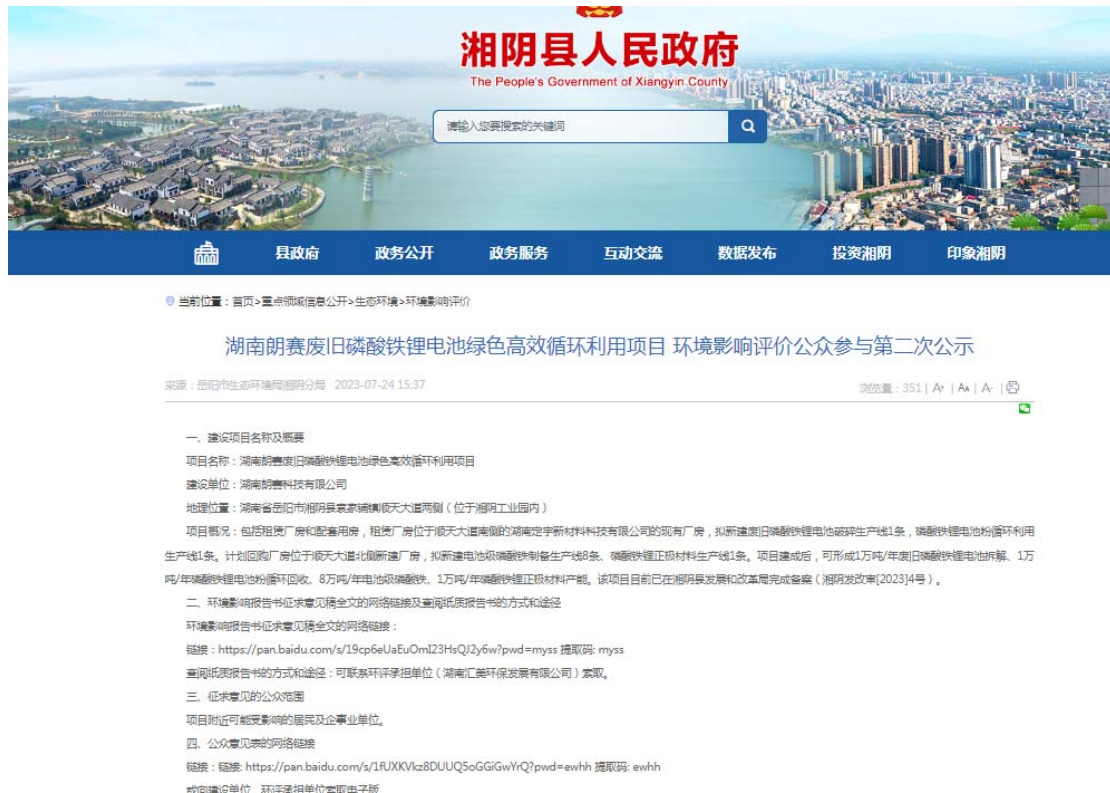 湘阴县人民政府
The People's Government of Xiangyin County
请输入您要搜索的关键词
县政府 政务公开 政务服务 互动交流 数据发布 投资湘阴 印象湘阴
当前位置：首页>重点领域信息公开>生态环境>环境影响评价
湖南朗赛废旧磷酸铁锂电池绿色高效循环利用项目 环境影响评价公众参与第二次公示
来源：岳阳市生态环境局湘阴分局 2023-07-24 15:37 浏览量：351 | A+ | AA | A- |
一、建设项目名称及概要
项目名称：湖南朗赛废旧磷酸铁锂电池绿色高效循环利用项目
建设单位：湖南朗赛科技有限公司
地理位置：湖南省岳阳市湘阴县袁家铺镇顺天大道两侧（位于湘阴工业园内）
项目概况：包括租赁厂房和配套用房，租赁厂房位于顺天大道南侧的湖南定宇新材料科技有限公司的现有厂房，拟新建废旧磷酸铁锂电池破碎生产线1条，磷酸铁锂电池粉循环利用
生产线1条。计划回购厂房位于顺天大道北侧新建厂房，拟新建电池级磷酸铁制备生产线8条、磷酸铁锂正极材料生产线1条。项目建成后，可形成1万吨/年废旧磷酸铁锂电池拆解、1万
吨/年磷酸铁锂电池粉循环回收、8万吨/年电池级磷酸铁、1万吨/年磷酸铁锂正极材料产能。该项目目前已在湘阴县发展和改革局完成备案（湘阴发改审[2023]4号）。
二、环境影响报告书征求意见稿全文的网络链接及查阅纸质报告书的方式和途径
环境影响报告书征求意见稿全文的网络链接：
链接：https://pan.baidu.com/s/19cp6eUaEuOmI23HsQJ2y6w?pwd=myss 提取码: myss
查阅纸质报告书的方式和途径：可联系环评承担单位（湖南汇美环保发展有限公司）索取。
三、征求意见的公众范围
项目附近可能受影响的居民及企事业单位。
四、公众意见表的网络链接
链接：链接: https://pan.baidu.com/s/1fUXKVkz8DUUQ5oGGiGwYrQ?pwd=ewhh 提取码: ewhh
或向建设单位、环评承担单位索取电子版